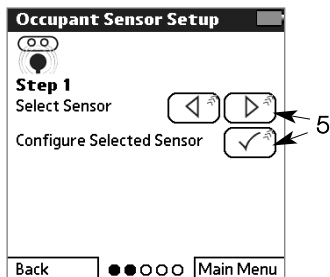 Occupant Sensor Setup
Step 1
Select Sensor
Configure Selected Sensor
5
Back
Main Menu